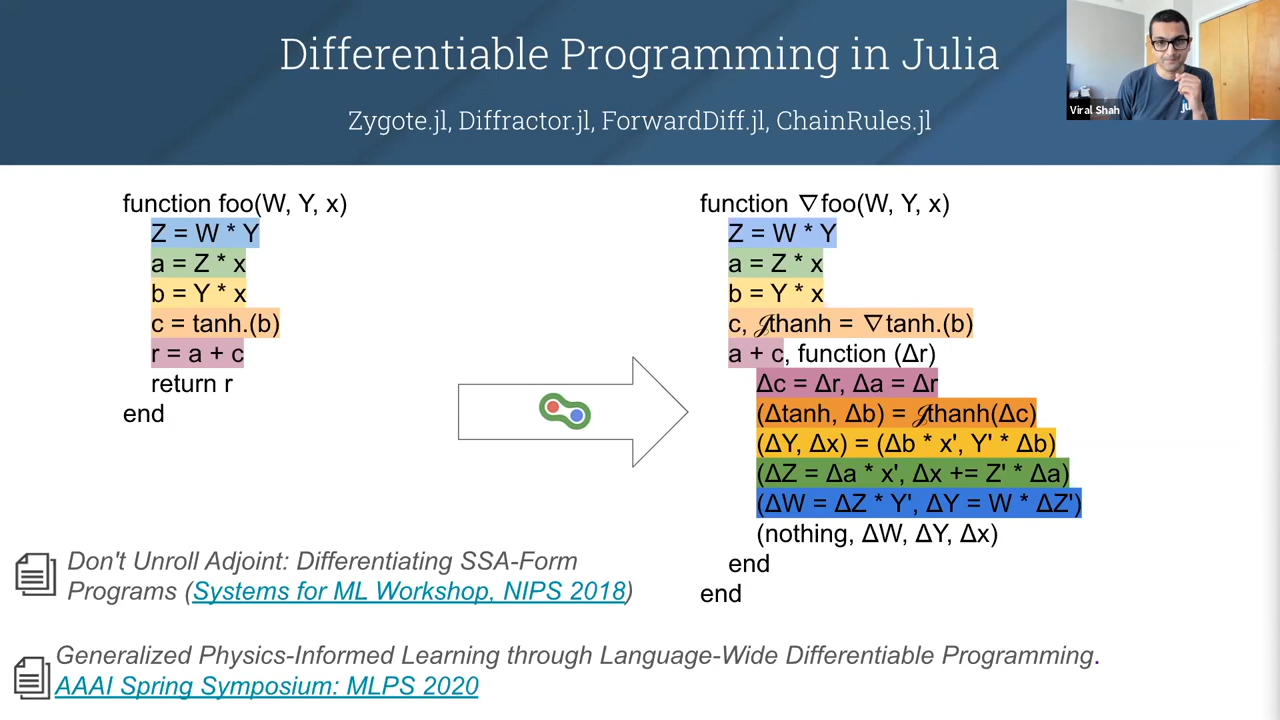 Differentiable Programming in Julia
Zygote.jl, Diffractor.jl, ForwardDiff.jl, ChainRules.jl
Viral Shah
function foo(W, Y, x)
Z = W * Y
a = Z * x
b = Y * x
c = tanh.(b)
r = a + c
return r
end
function ∇foo(W, Y, x)
Z = W * Y
a = Z * x
b = Y * x
c, 𝒥thanh = ∇tanh.(b)
a + c, function (Δr)
Δc = Δr, Δa = Δr
(Δtanh, Δb) = 𝒥thanh(Δc)
(ΔY, Δx) = (Δb * x', Y' * Δb)
(ΔZ = Δa * x', Δx += Z' * Δa)
(ΔW = ΔZ * Y', ΔY = W * ΔZ')
(nothing, ΔW, ΔY, Δx)
end
end
Don't Unroll Adjoint: Differentiating SSA-Form
Programs (Systems for ML Workshop, NIPS 2018)
Generalized Physics-Informed Learning through Language-Wide Differentiable Programming.
AAAI Spring Symposium: MLPS 2020